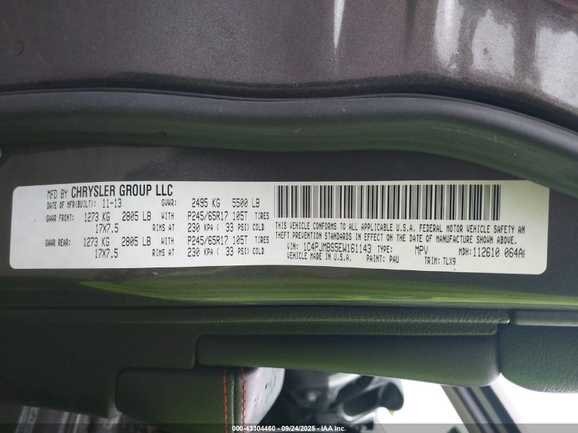 MFD BY CHRYSLER GROUP LLC
DATE OF MFR(BUILT): 11-13 GVWR: 2495 KG 5500 LB
GAWR FRONT: 1273 KG 2805 LB WITH P245/65R17 105T TIRES
17X7.5 RIMS AT 230 KPA ( 33 PSI) COLD
GAWR REAR: 1273 KG 2805 LB WITH P245/65R17 105T TIRES
17X7.5 RIMS AT 230 KPA ( 33 PSI) COLD
THIS VEHICLE CONFORMS TO ALL APPLICABLE U.S.A. FEDERAL MOTOR VEHICLE SAFETY, BUMPER AND
THEFT PREVENTION STANDARDS IN EFFECT ON THE DATE OF MANUFACTURE SHOWN ABOVE.
VIN: 1C4PJMBS5EW161143 TYPE: MPV MDH: 112610 064AA
VEHICLE MADE IN U.S.A. PAINT: PAU TRIM: TLX9
000-43304460 - 09/24/2025 - IAA Inc.